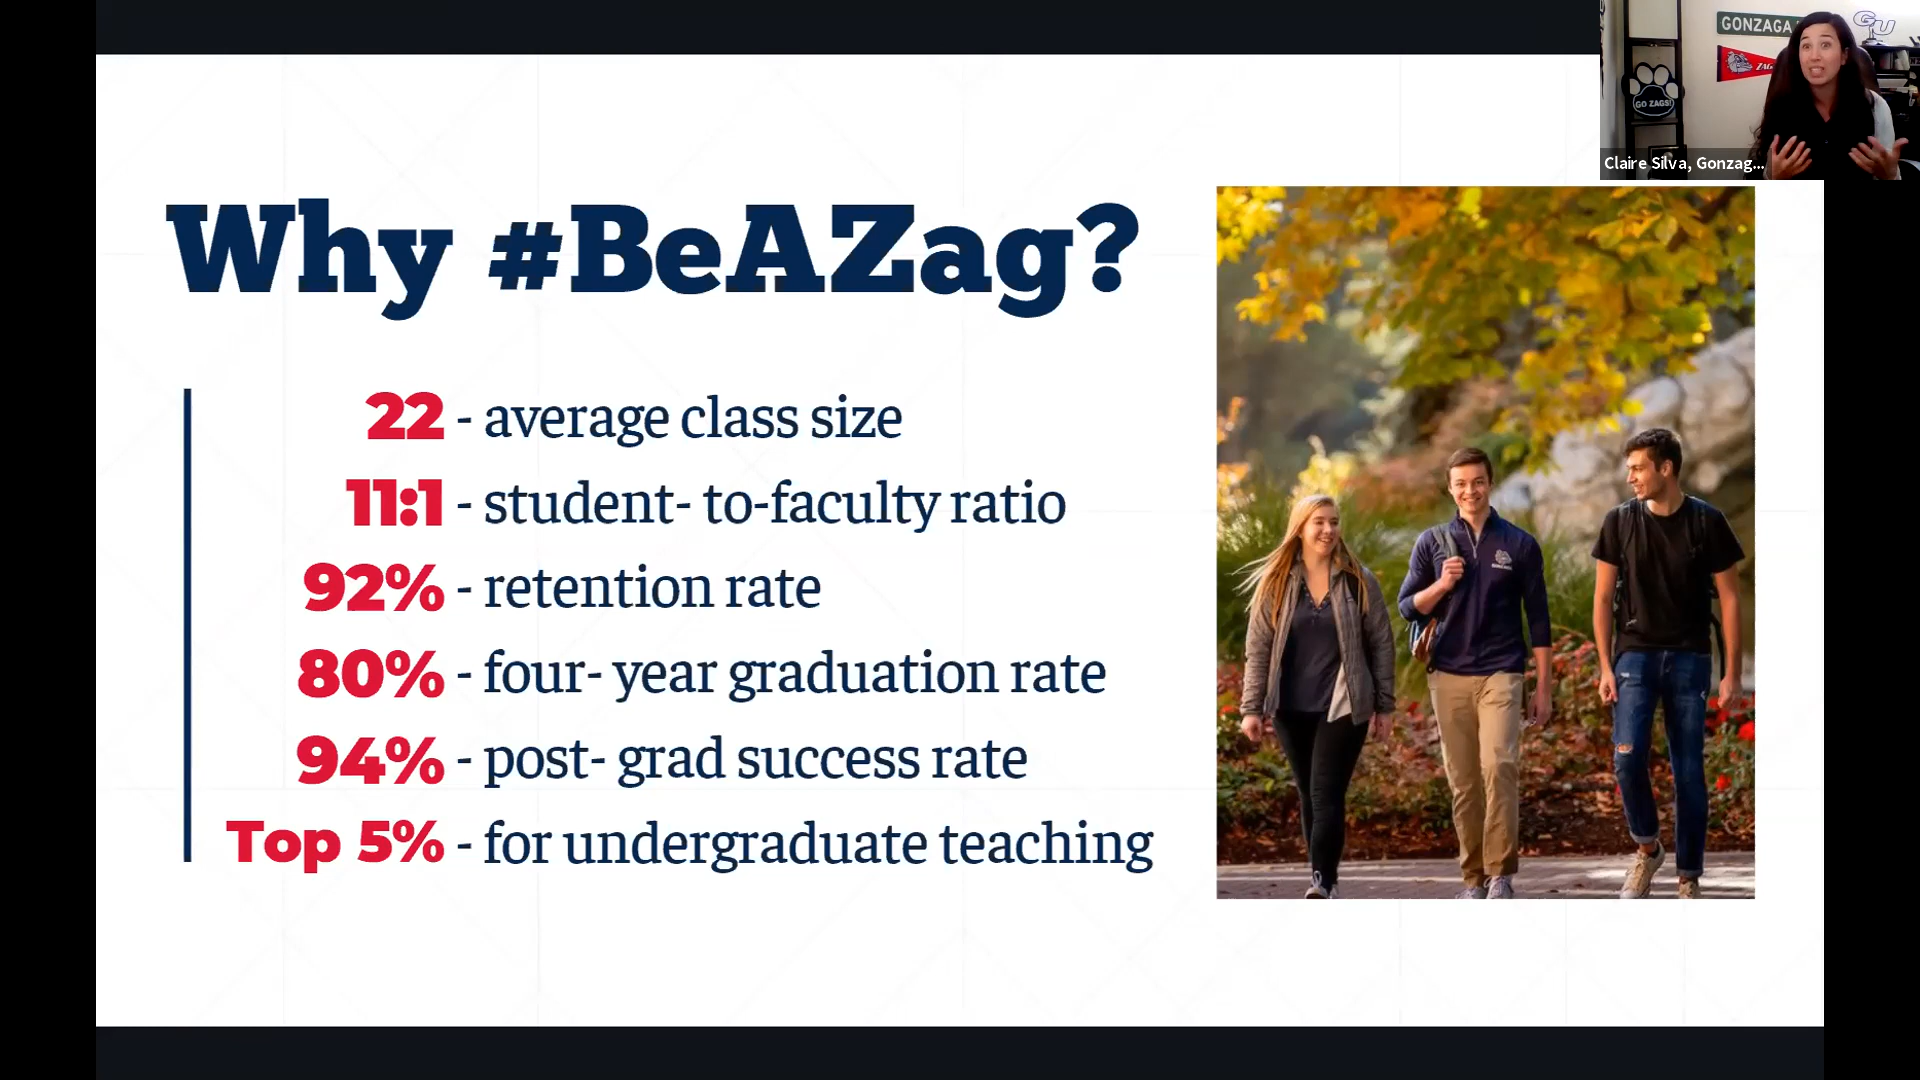 Why #BeAZag?
22 - average class size
11:1 - student- to-faculty ratio
92% - retention rate
80% - four- year graduation rate
94% - post- grad success rate
Top 5% - for undergraduate teaching
GONZAGA
GU
GO ZAGS!
Claire Silva, Gonzag...